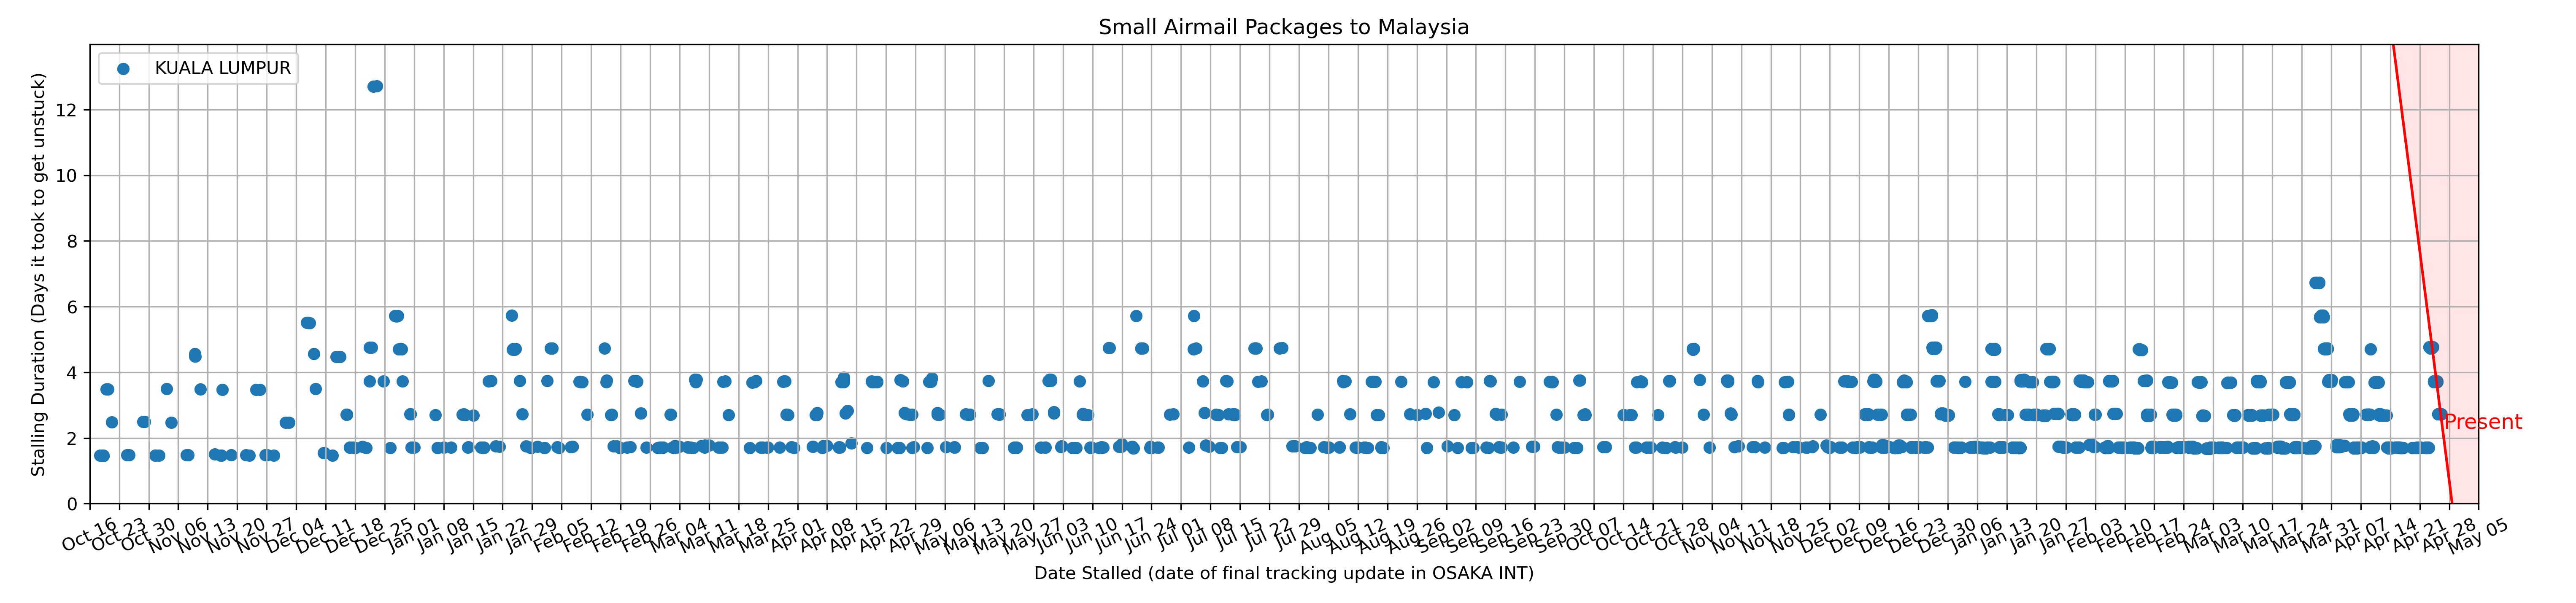 Small Airmail Packages to Malaysia
KUALA LUMPUR
Stalling Duration (Days it took to get unstuck)
12
10
8
6
4
2
0
Present
Oct 16
Oct 23
Oct 30
Nov 06
Nov 13
Nov 20
Nov 27
Dec 04
Dec 11
Dec 18
Dec 25
Jan 01
Jan 08
Jan 15
Jan 22
Jan 29
Feb 05
Feb 12
Feb 19
Feb 26
Mar 04
Mar 11
Mar 18
Mar 25
Apr 01
Apr 08
Apr 15
Apr 22
Apr 29
May 06
May 13
May 20
May 27
Jun 03
Jun 10
Jun 17
Jun 24
Jul 01
Jul 08
Jul 15
Jul 22
Jul 29
Aug 05
Aug 12
Aug 19
Aug 26
Sep 02
Sep 09
Sep 16
Sep 23
Sep 30
Oct 07
Oct 14
Oct 21
Oct 28
Nov 04
Nov 11
Nov 18
Nov 25
Dec 02
Dec 09
Dec 16
Dec 23
Dec 30
Jan 06
Jan 13
Jan 20
Jan 27
Feb 03
Feb 10
Feb 17
Feb 24
Mar 03
Mar 10
Mar 17
Mar 24
Mar 31
Apr 07
Apr 14
Apr 21
Apr 28
May 05
Date Stalled (date of final tracking update in OSAKA INT)